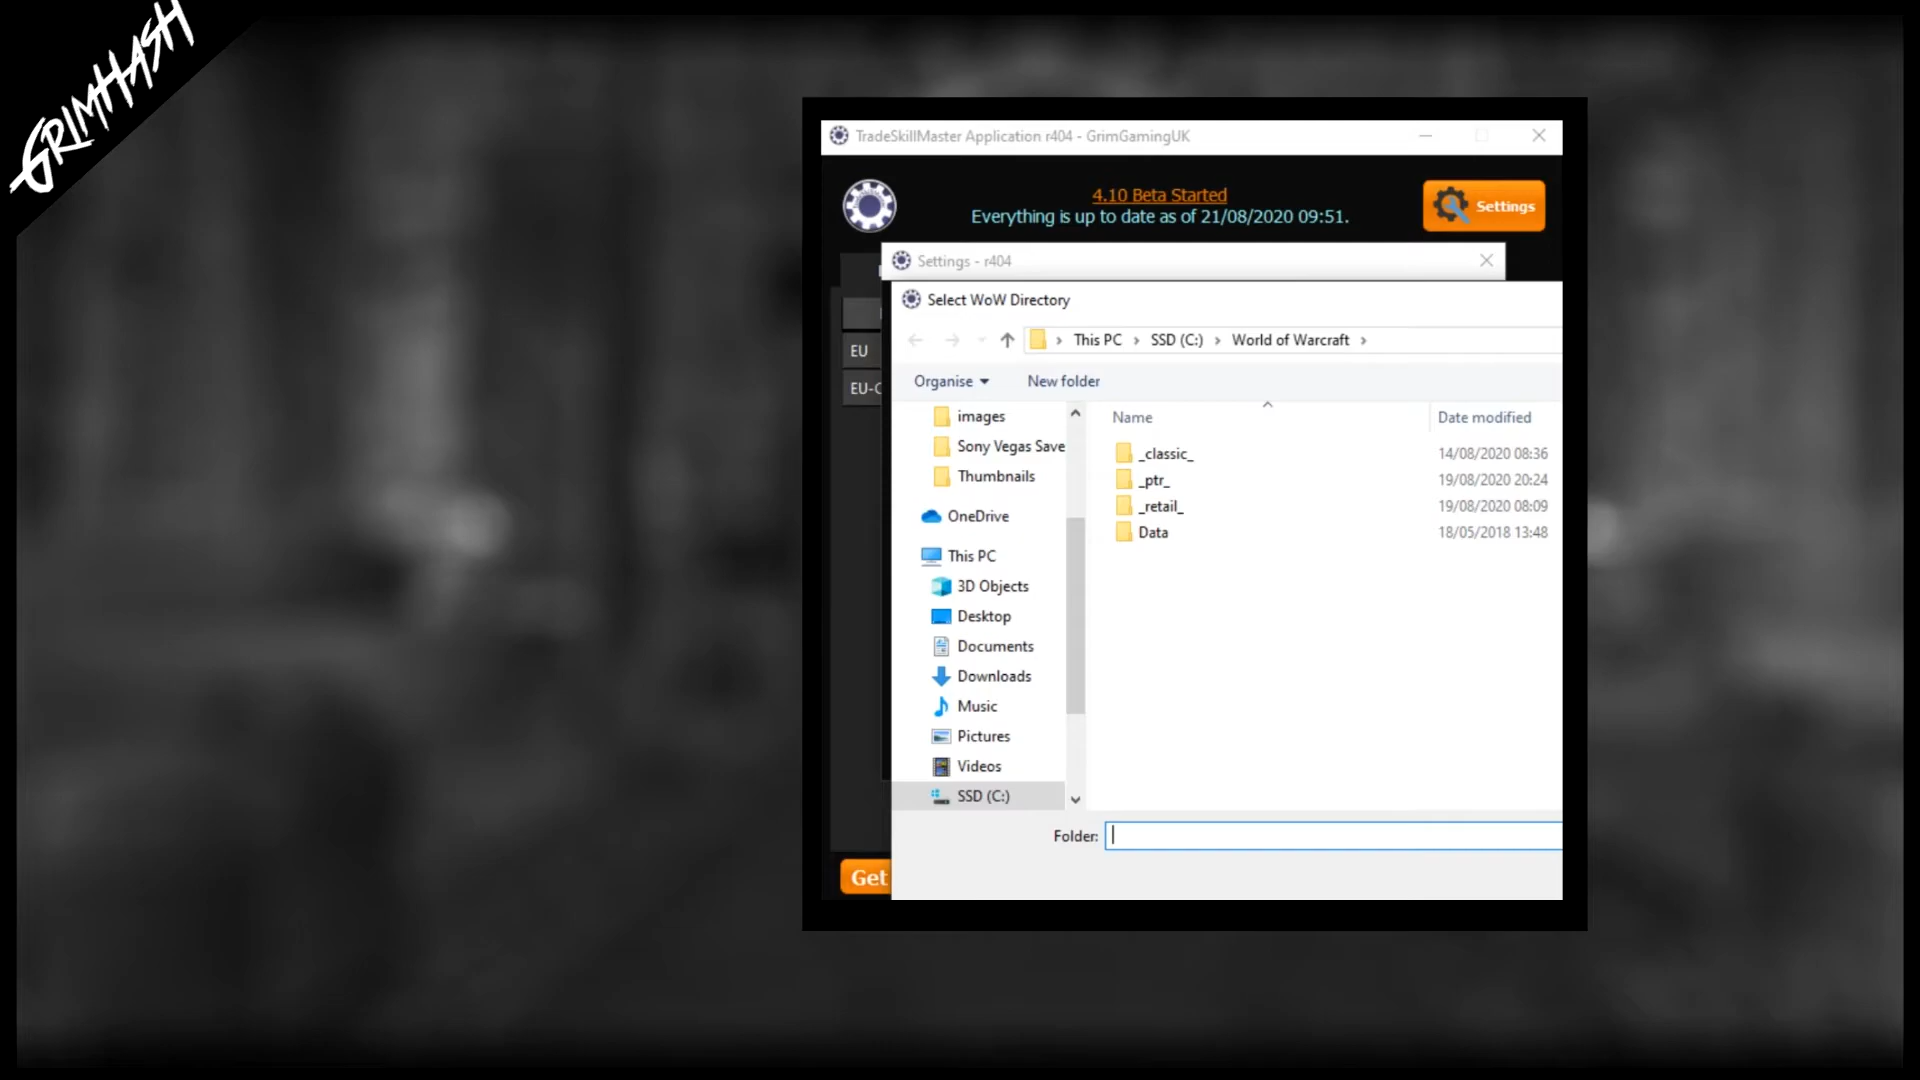 GRIMHASH
TradeSkillMaster Application r404 - GrimGamingUK
4.10 Beta Started
Everything is up to date as of 21/08/2020 09:51.
Settings
Settings - r404
Select WoW Directory
This PC > SSD (C:) > World of Warcraft >
EU
EU-C
Organise
New folder
images
Sony Vegas Save
Thumbnails
OneDrive
This PC
3D Objects
Desktop
Documents
Downloads
Music
Pictures
Videos
SSD (C:)
Name Date modified
_classic_ 14/08/2020 08:36
_ptr_ 19/08/2020 20:24
_retail_ 19/08/2020 08:09
Data 18/05/2018 13:48
Folder:
Get